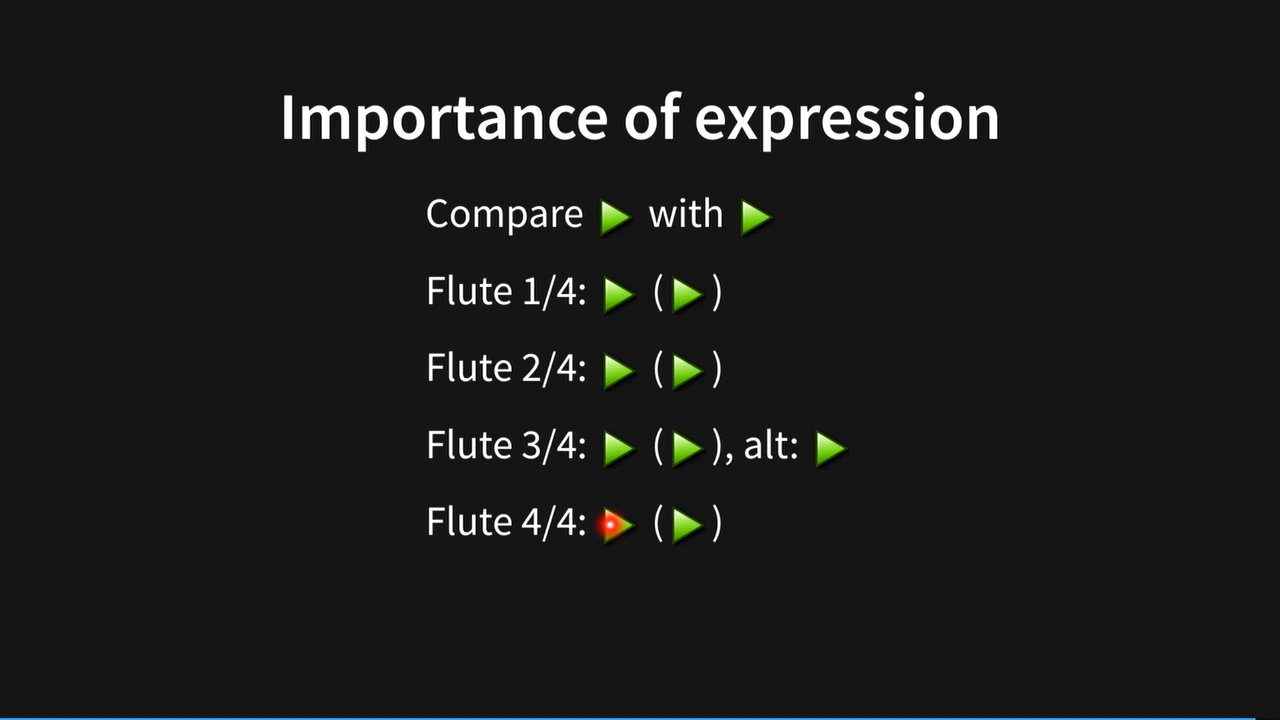 Importance of expression
Compare with
Flute 1/4: ( )
Flute 2/4: ( )
Flute 3/4: ( ), alt:
Flute 4/4: ( )